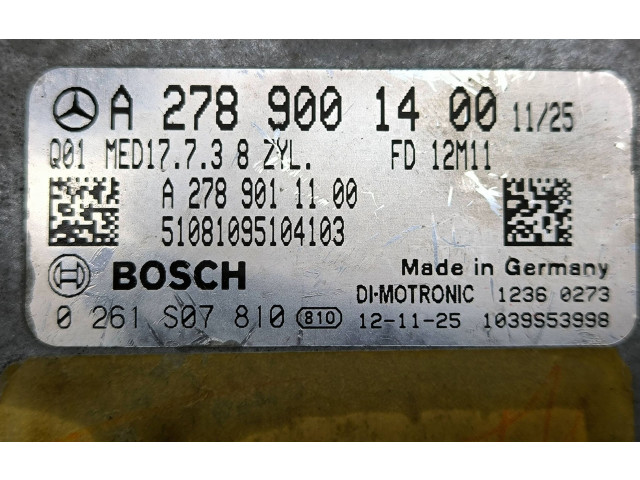 A 278 900 14 00 11/25
Q01 MED17.7.3 8 ZYL. FD 12M11
A 278 901 11 00
51081095104103
BOSCH Made in Germany
DI-MOTRONIC 1236 0273
0 261 S07 810 810 12-11-25 1039S53998